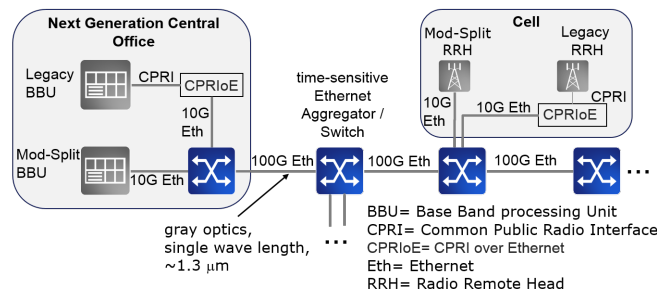 Next Generation Central
Office
Legacy
BBU
CPRI
CPRIoE
10G
Eth
Mod-Split
BBU
10G Eth
100G Eth
time-sensitive
Ethernet
Aggregator /
Switch
100G Eth
Cell
Mod-Split
RRH
Legacy
RRH
10G
Eth
10G Eth
CPRI
CPRIoE
100G Eth
...
...
gray optics,
single wave length,
~1.3 μm
BBU= Base Band processing Unit
CPRI= Common Public Radio Interface
CPRIoE= CPRI over Ethernet
Eth= Ethernet
RRH= Radio Remote Head